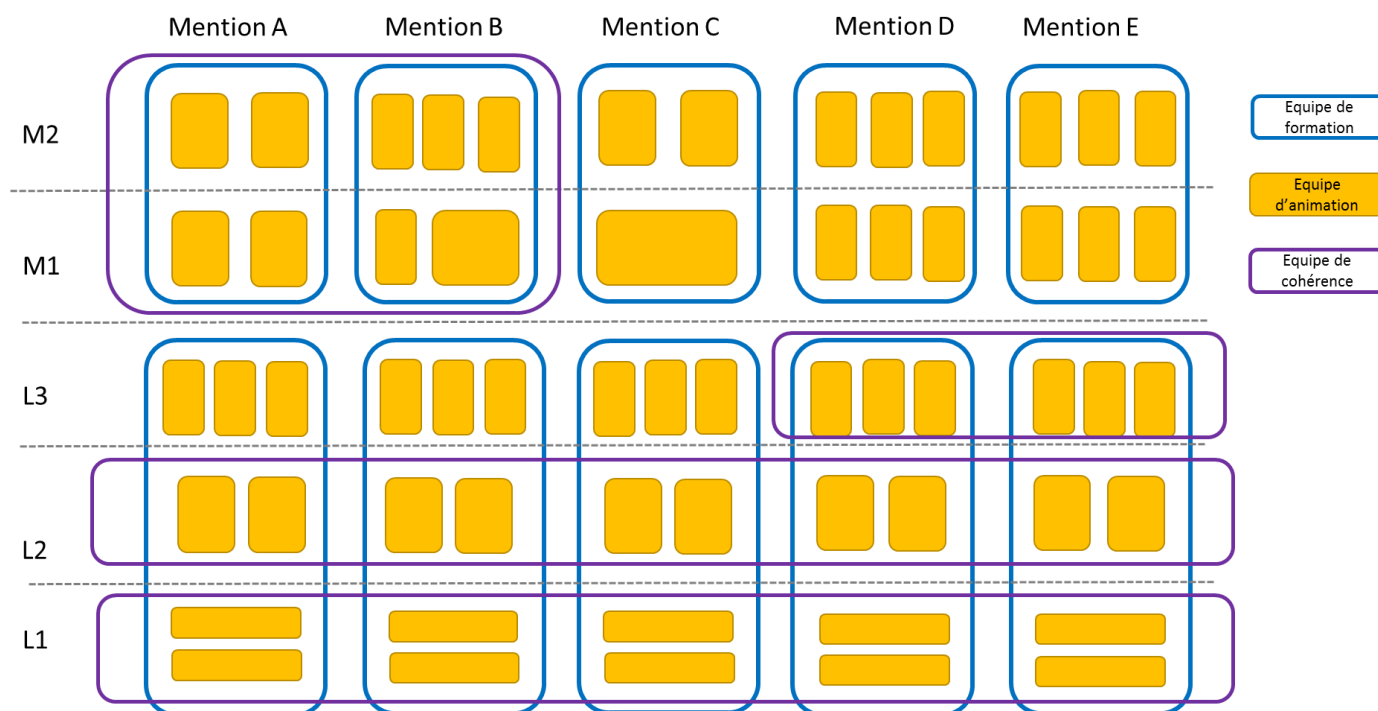 Mention A
Mention B
Mention C
Mention D
Mention E
M2
M1
L3
L2
L1
Equipe de
formation
Equipe
d’animation
Equipe de
cohérence